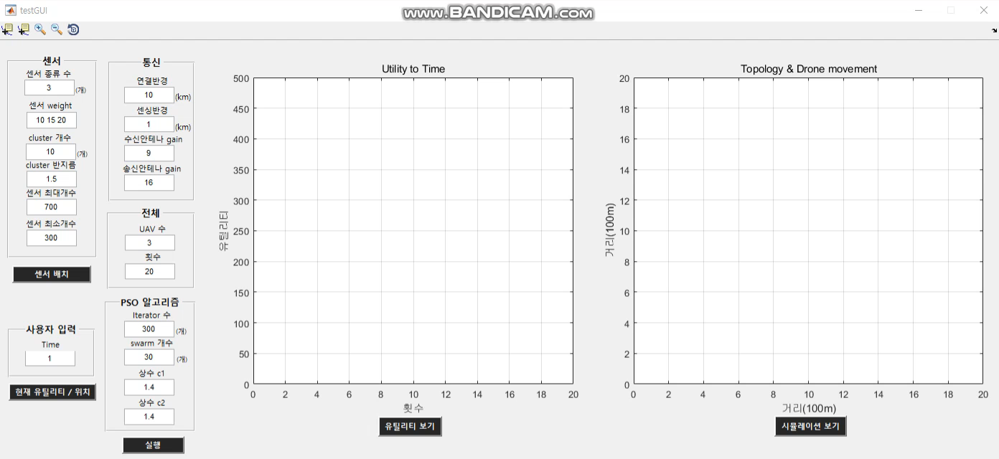 testGUI
www.BANDICAM.com
센서
센서 종류 수
3
(개)
센서 weight
10 15 20
cluster 개수
10
(개)
cluster 반지름
1.5
센서 최대개수
700
센서 최소개수
300
센서 배치
사용자 입력
Time
1
현재 유틸리티 / 위치
통신
연결반경
10
(km)
센싱반경
1
(km)
수신안테나 gain
9
송신안테나 gain
16
전체
UAV 수
3
횟수
20
PSO 알고리즘
Iterator 수
300
(개)
swarm 개수
30
(개)
상수 c1
1.4
상수 c2
1.4
실행
Utility to Time
500
450
400
350
300
250
200
150
100
50
0
유틸리티
0 2 4 6 8 10 12 14 16 18 20
횟수
유틸리티 보기
Topology & Drone movement
20
18
16
14
12
10
8
6
4
2
0
거리(100m)
0 2 4 6 8 10 12 14 16 18 20
거리(100m)
시뮬레이션 보기